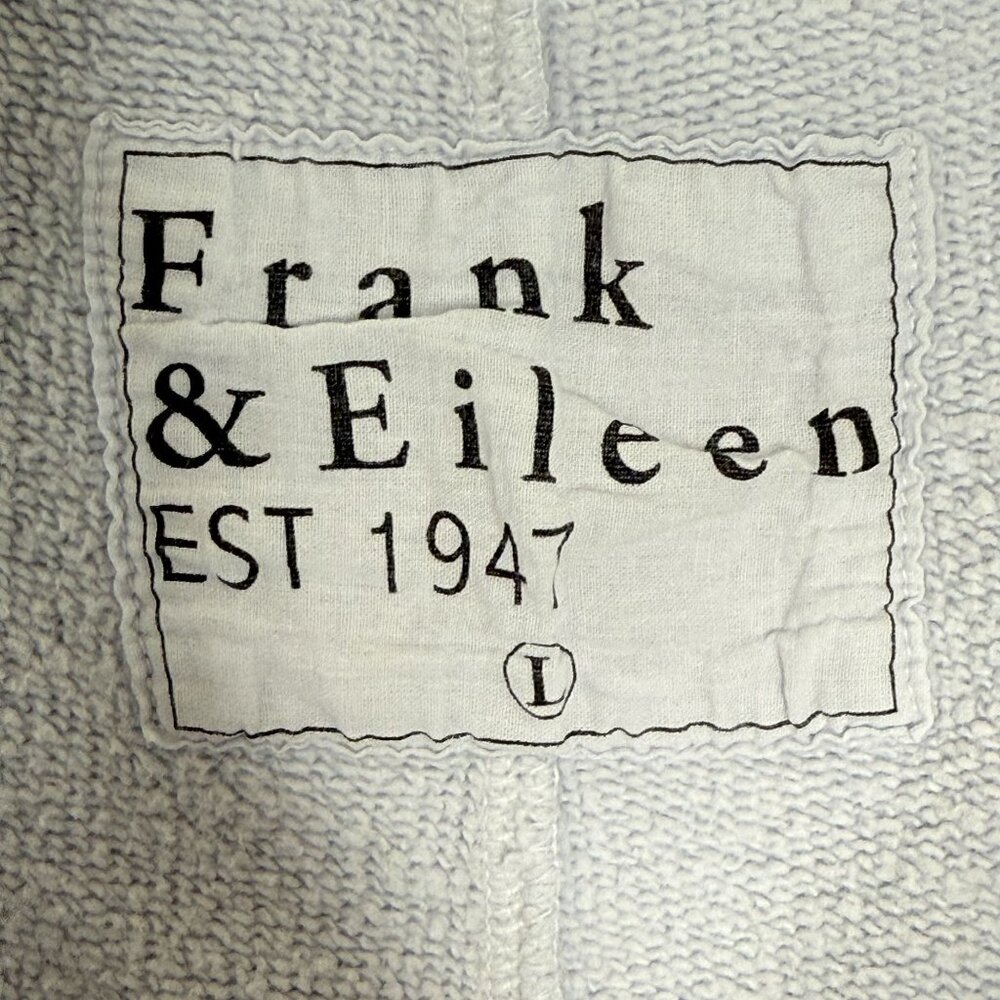 Frank
& Eileen
EST 1947
L